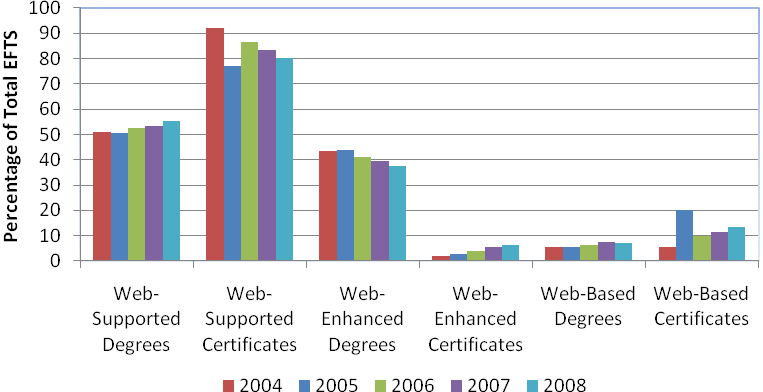 Percentage of Total EFTS
100
90
80
70
60
50
40
30
20
10
0
Web-
Supported
Degrees
Web-
Supported
Certificates
Web-
Enhanced
Degrees
Web-
Enhanced
Certificates
Web-Based
Degrees
Web-Based
Certificates
2004 2005 2006 2007 2008